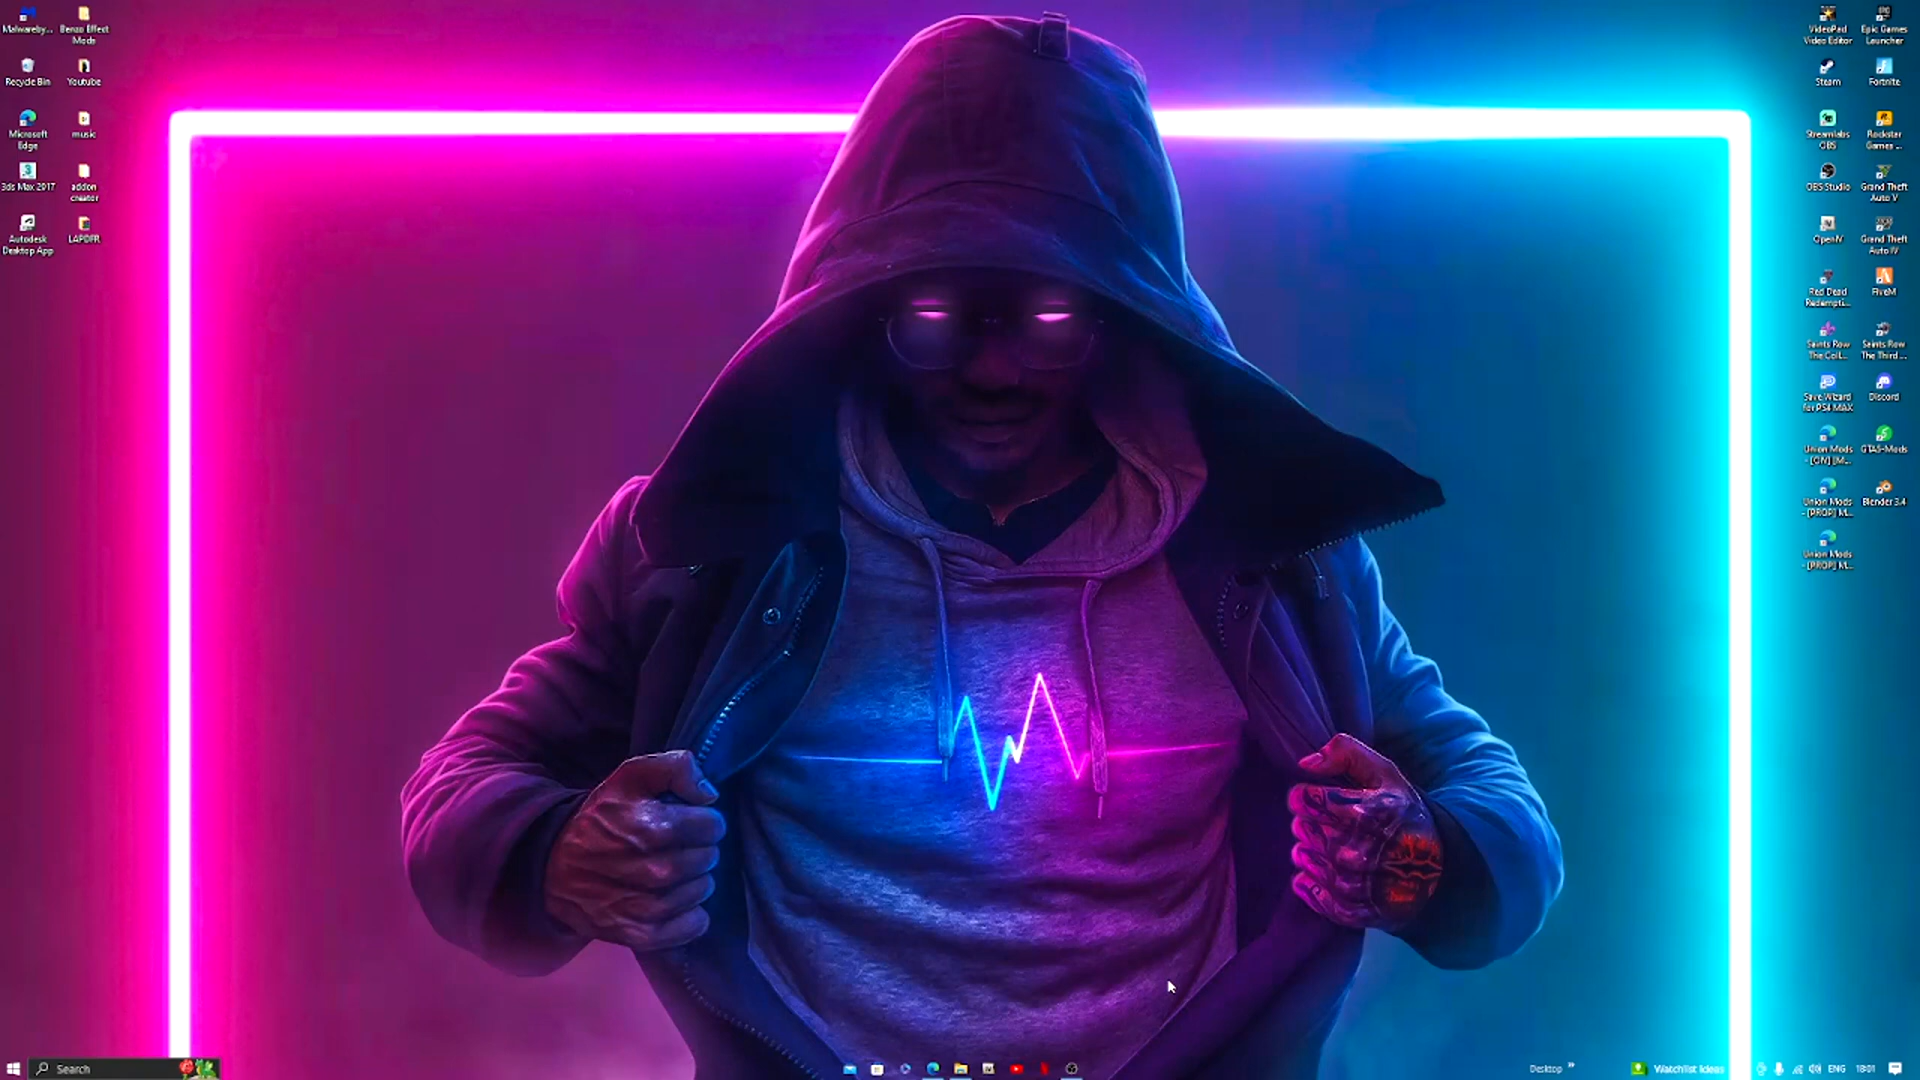 Malwareby...
Benzo Effect
Mods
Recycle Bin
Youtube
Microsoft
Edge
music
3ds Max 2017
addon
creator
Autodesk
Desktop App
LAPDFR
VideoPad
Video Editor
Epic Games
Launcher
Steam
Fortnite
Streamlabs
OBS
Rockstar
Games ...
OBS Studio
Grand Theft
Auto V
OpenIV
Grand Theft
Auto IV
Red Dead
Redempti...
FiveM
Saints Row
The Coll...
Saints Row
The Third ...
Save Wizard
for PS4 MAX
Discord
Union Mods
- [OIV] [M...
GTA5-Mods
Union Mods
- [PROP] M...
Blender 3.4
Union Mods
- [PROP] M...
Search
Desktop
Watchlist Ideas
ENG
18:01